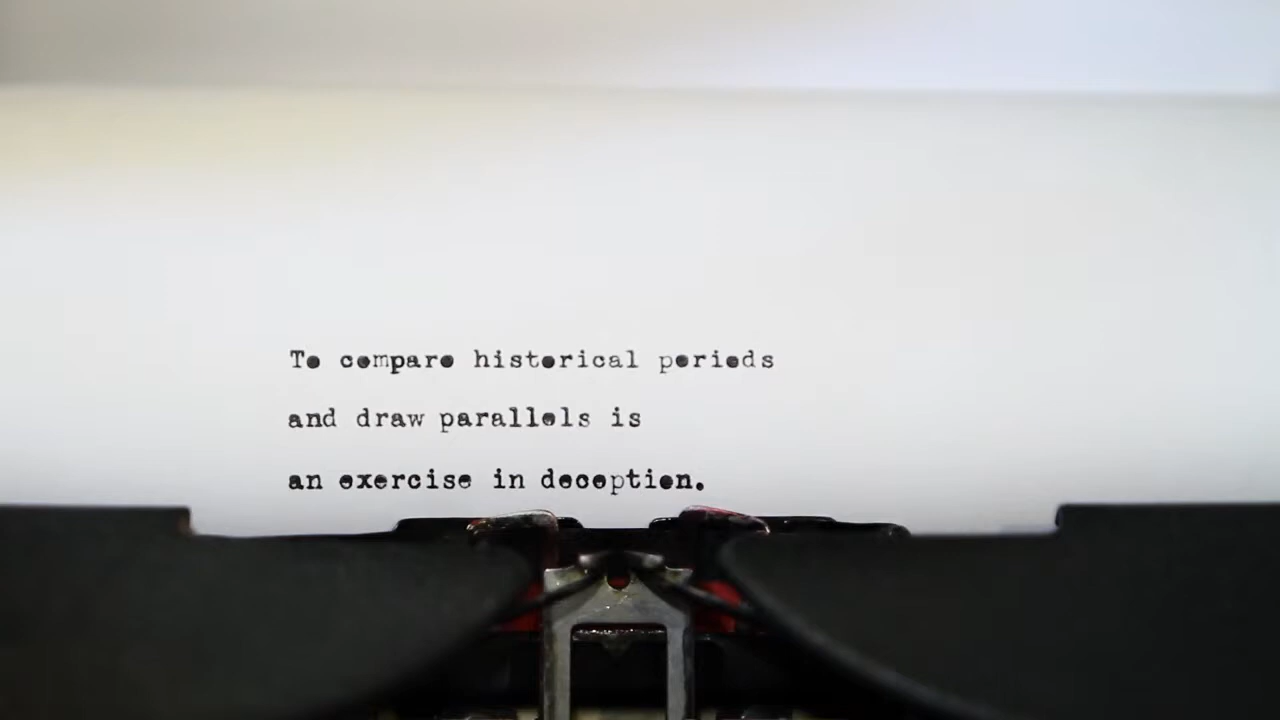 To compare historical periods
and draw parallels is
an exercise in deception.